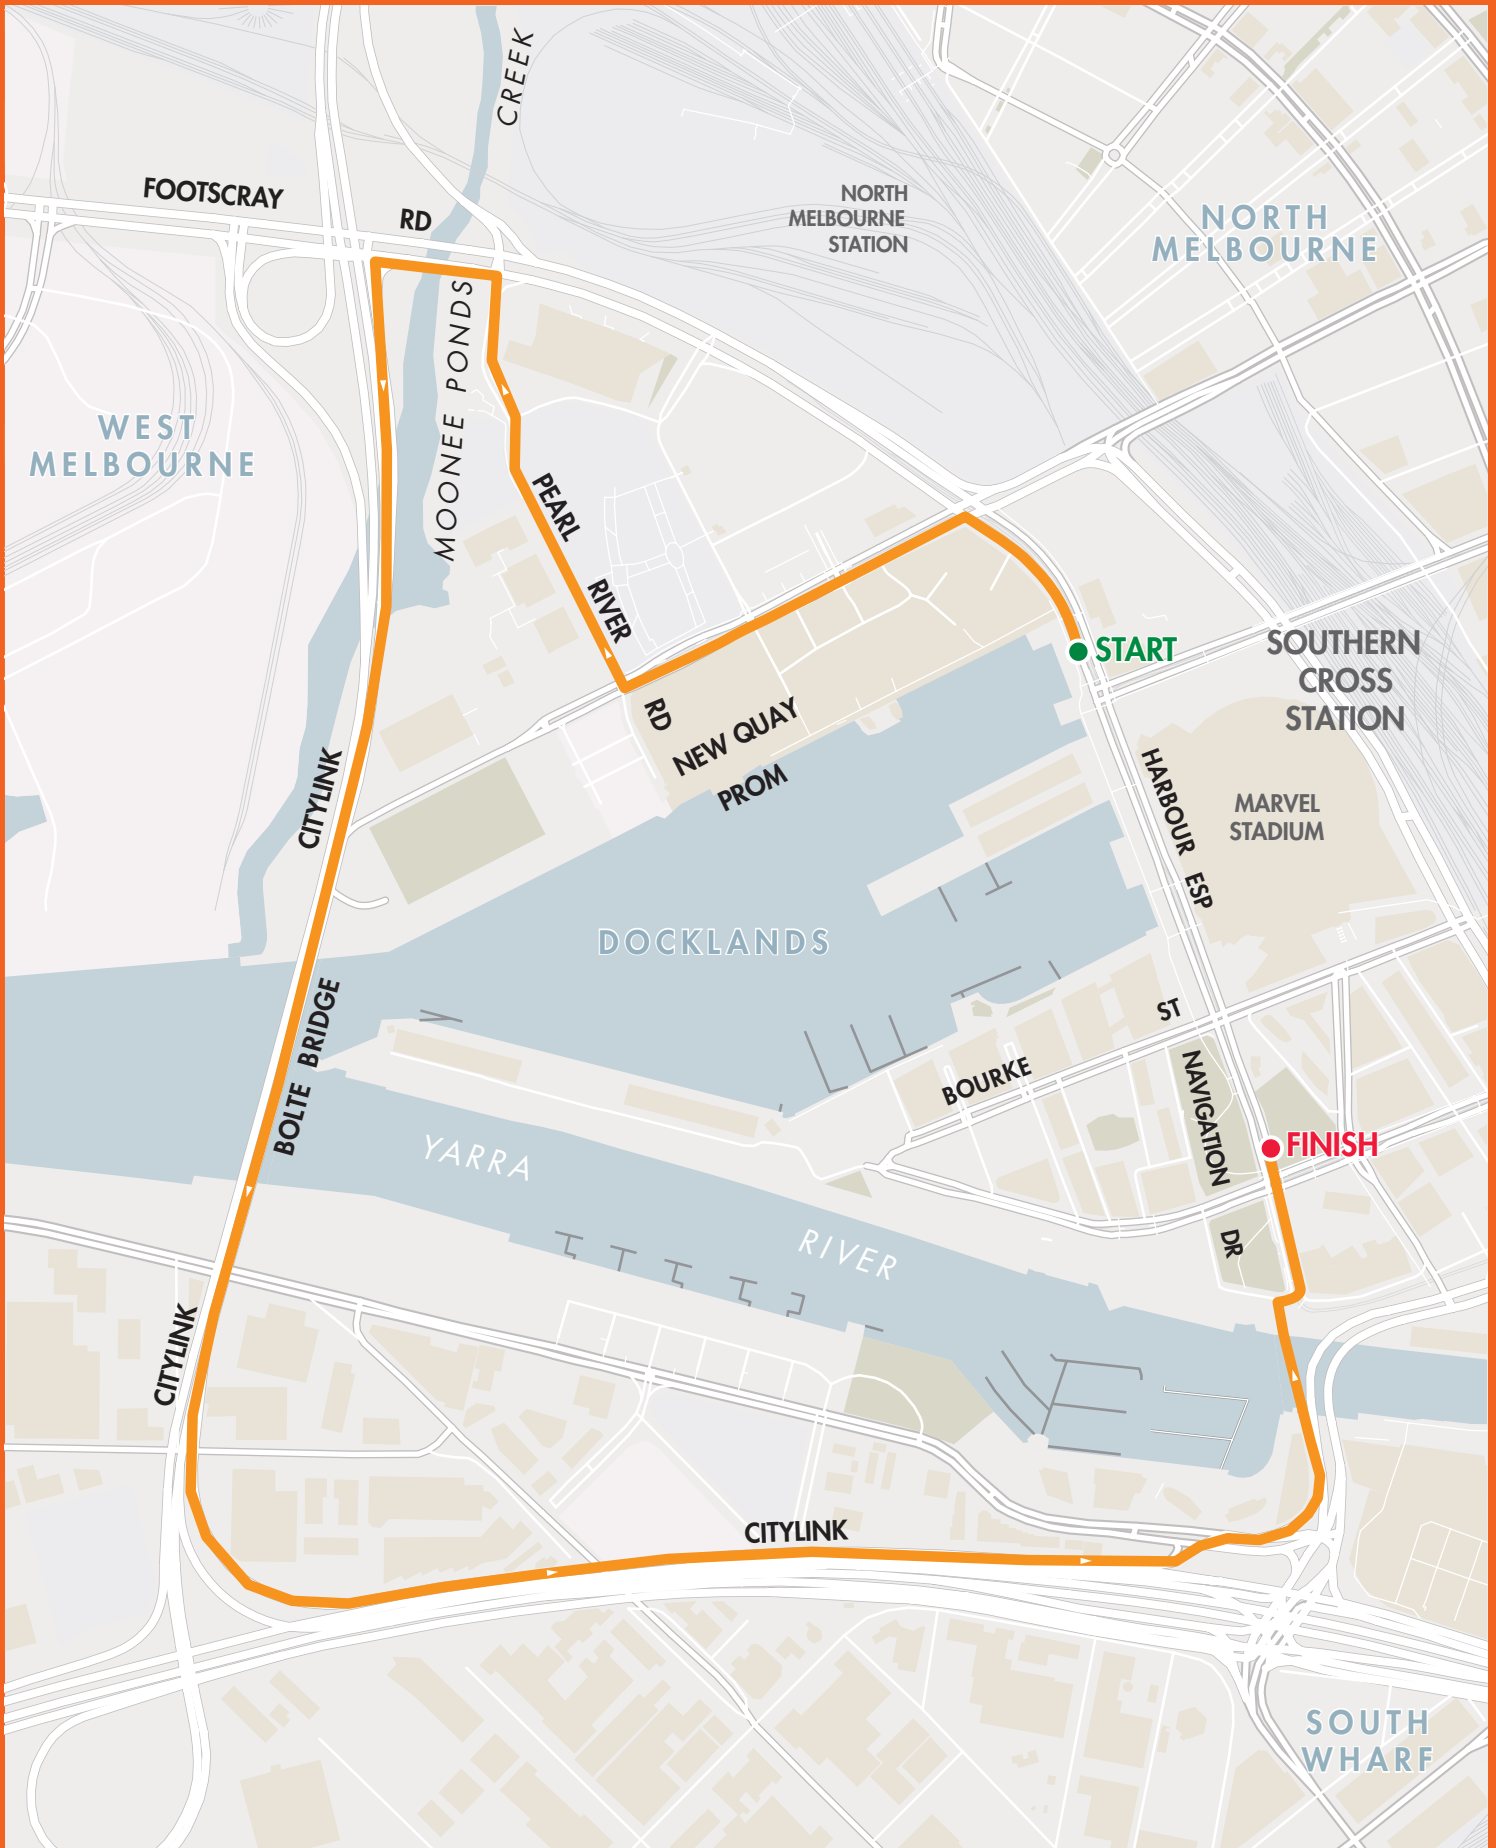 CREEK
FOOTSCRAY
RD
NORTH
MELBOURNE
STATION
NORTH
MELBOURNE
WEST
MELBOURNE
MOONEE PONDS
PEARL
RIVER
RD
START
SOUTHERN
CROSS
STATION
NEW QUAY
PROM
CITYLINK
HARBOUR ESP
MARVEL
STADIUM
DOCKLANDS
BOLTE BRIDGE
BOURKE
ST
NAVIGATION
DR
FINISH
YARRA
RIVER
CITYLINK
CITYLINK
SOUTH
WHARF